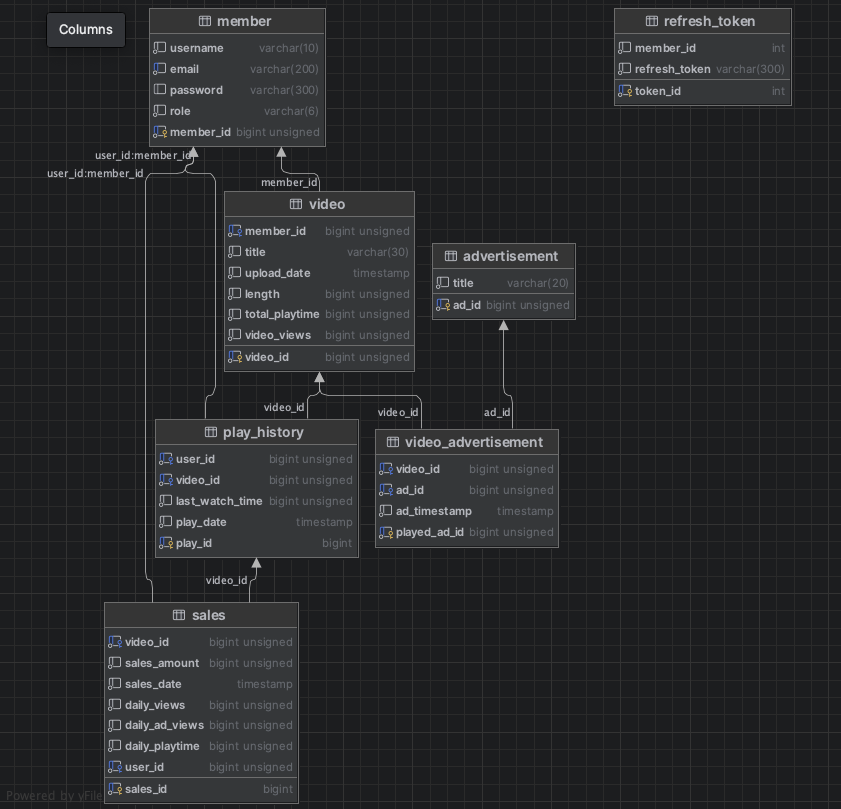 Columns
member
username varchar(10)
email varchar(200)
password varchar(300)
role varchar(6)
member_id bigint unsigned
refresh_token
member_id int
refresh_token varchar(300)
token_id int
user_id:member_id
user_id:member_id
member_id
video
member_id bigint unsigned
title varchar(30)
upload_date timestamp
length bigint unsigned
total_playtime bigint unsigned
video_views bigint unsigned
video_id bigint unsigned
advertisement
title varchar(20)
ad_id bigint unsigned
video_id
video_id
ad_id
play_history
user_id bigint unsigned
video_id bigint unsigned
last_watch_time bigint unsigned
play_date timestamp
play_id bigint
video_advertisement
video_id bigint unsigned
ad_id bigint unsigned
ad_timestamp timestamp
played_ad_id bigint unsigned
video_id
sales
video_id bigint unsigned
sales_amount bigint unsigned
sales_date timestamp
daily_views bigint unsigned
daily_ad_views bigint unsigned
daily_playtime bigint unsigned
user_id bigint unsigned
sales_id bigint
Powered by yFile